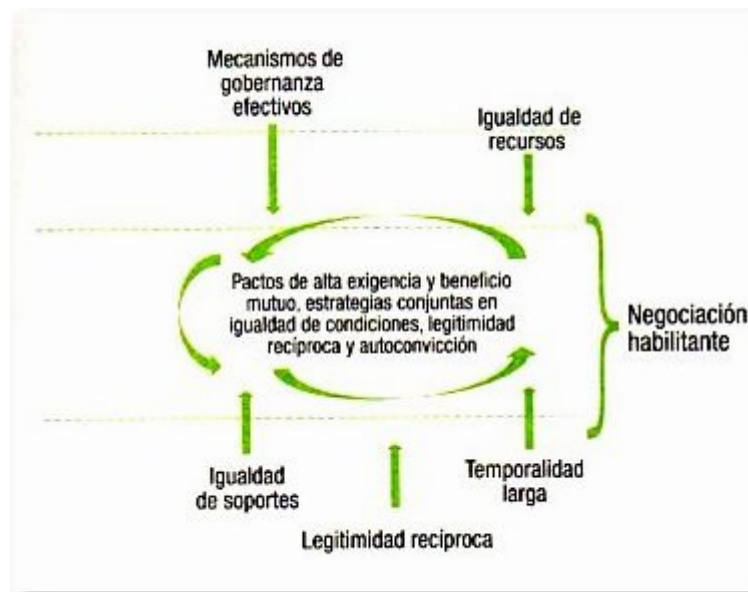 Mecanismos de
gobernanza
efectivos
Igualdad de
recursos
Pactos de alta exigencia y beneficio
mutuo, estrategias conjuntas en
igualdad de condiciones, legitimidad
recíproca y autoconvicción
Negociación
habilitante
Igualdad
de soportes
Temporalidad
larga
Legitimidad reciproca